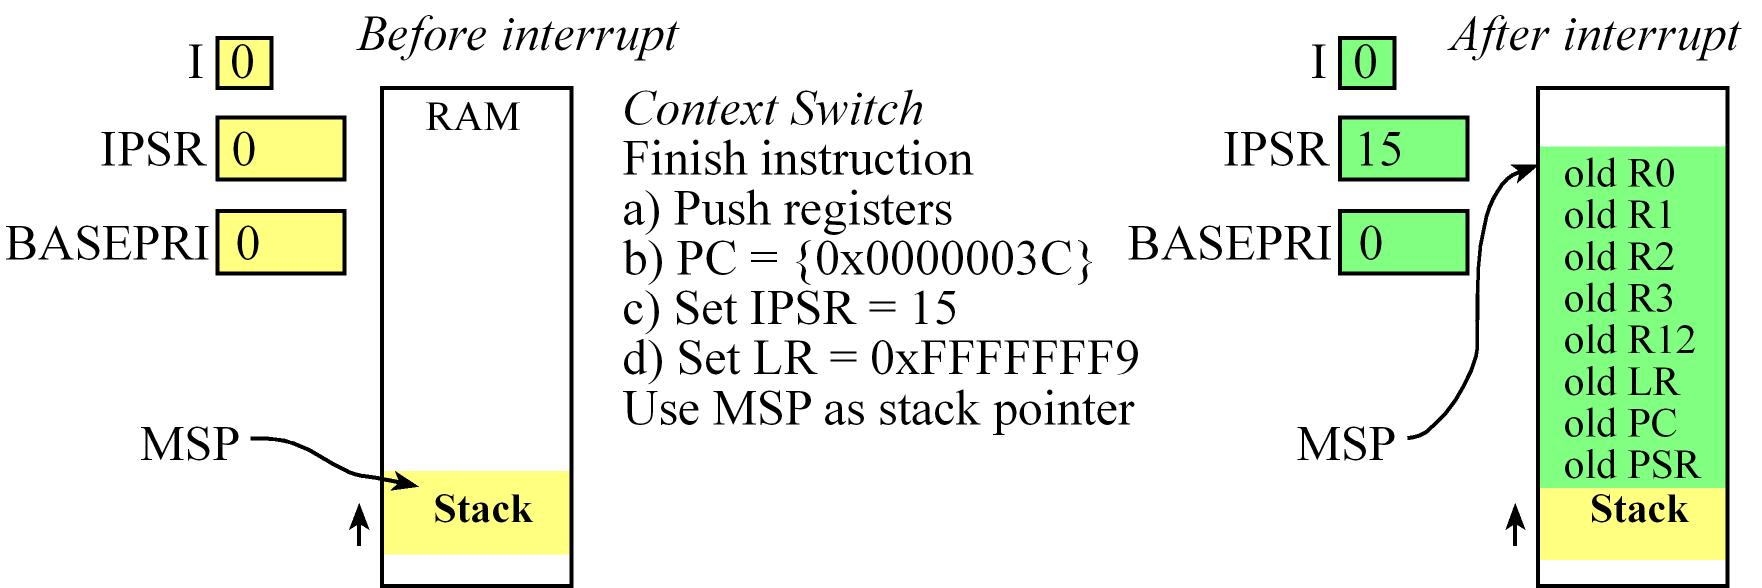 Before interrupt
I 0
IPSR 0
BASEPRI 0
RAM
MSP
Stack
Context Switch
Finish instruction
a) Push registers
b) PC = {0x0000003C}
c) Set IPSR = 15
d) Set LR = 0xFFFFFFF9
Use MSP as stack pointer
After interrupt
I 0
IPSR 15
BASEPRI 0
MSP
old R0
old R1
old R2
old R3
old R12
old LR
old PC
old PSR
Stack